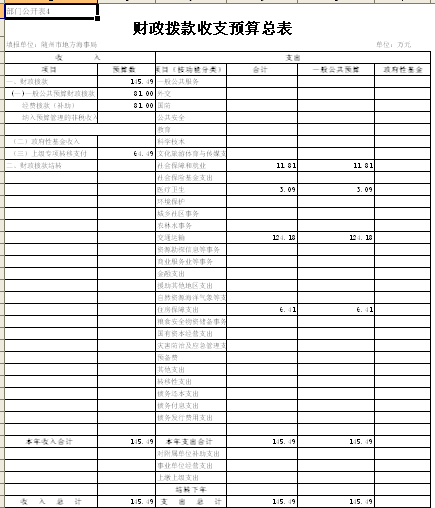 部门公开表4
财政拨款收支预算总表
填报单位：随州市地方海事局 单位：万元
收 入 支出
项目 预算数 项目（按功能分类） 合计 一般公共预算 政府性基金
一、财政拨款 145.49 一般公共服务
(一)一般公共预算财政拨款 81.00 外交
经费拨款（补助） 81.00 国防
纳入预算管理的非税收入 公共安全
教育
（二）政府性基金收入 科学技术
（三）上级专项转移支付 64.49 文化旅游体育与传媒支
二、财政拨款结转 社会保障和就业 11.81 11.81
社会保险基金支出
医疗卫生 3.09 3.09
环境保护
城乡社区事务
农林水事务
交通运输 124.18 124.18
资源勘探信息等事务
商业服务业等事务
金融支出
援助其他地区支出
自然资源海洋气象等支
住房保障支出 6.41 6.41
粮食安全物资储备事务
国有资本经营支出
灾害防治及应急管理支
预备费
其他支出
转移性支出
债务还本支出
债务付息支出
债务发行费用支出
本年收入合计 145.49 本年支出合计 145.49 145.49
对附属单位补助支出
事业单位经营支出
上缴上级支出
结转下年
收 入 总 计 145.49 支 出 总 计 145.49 145.49